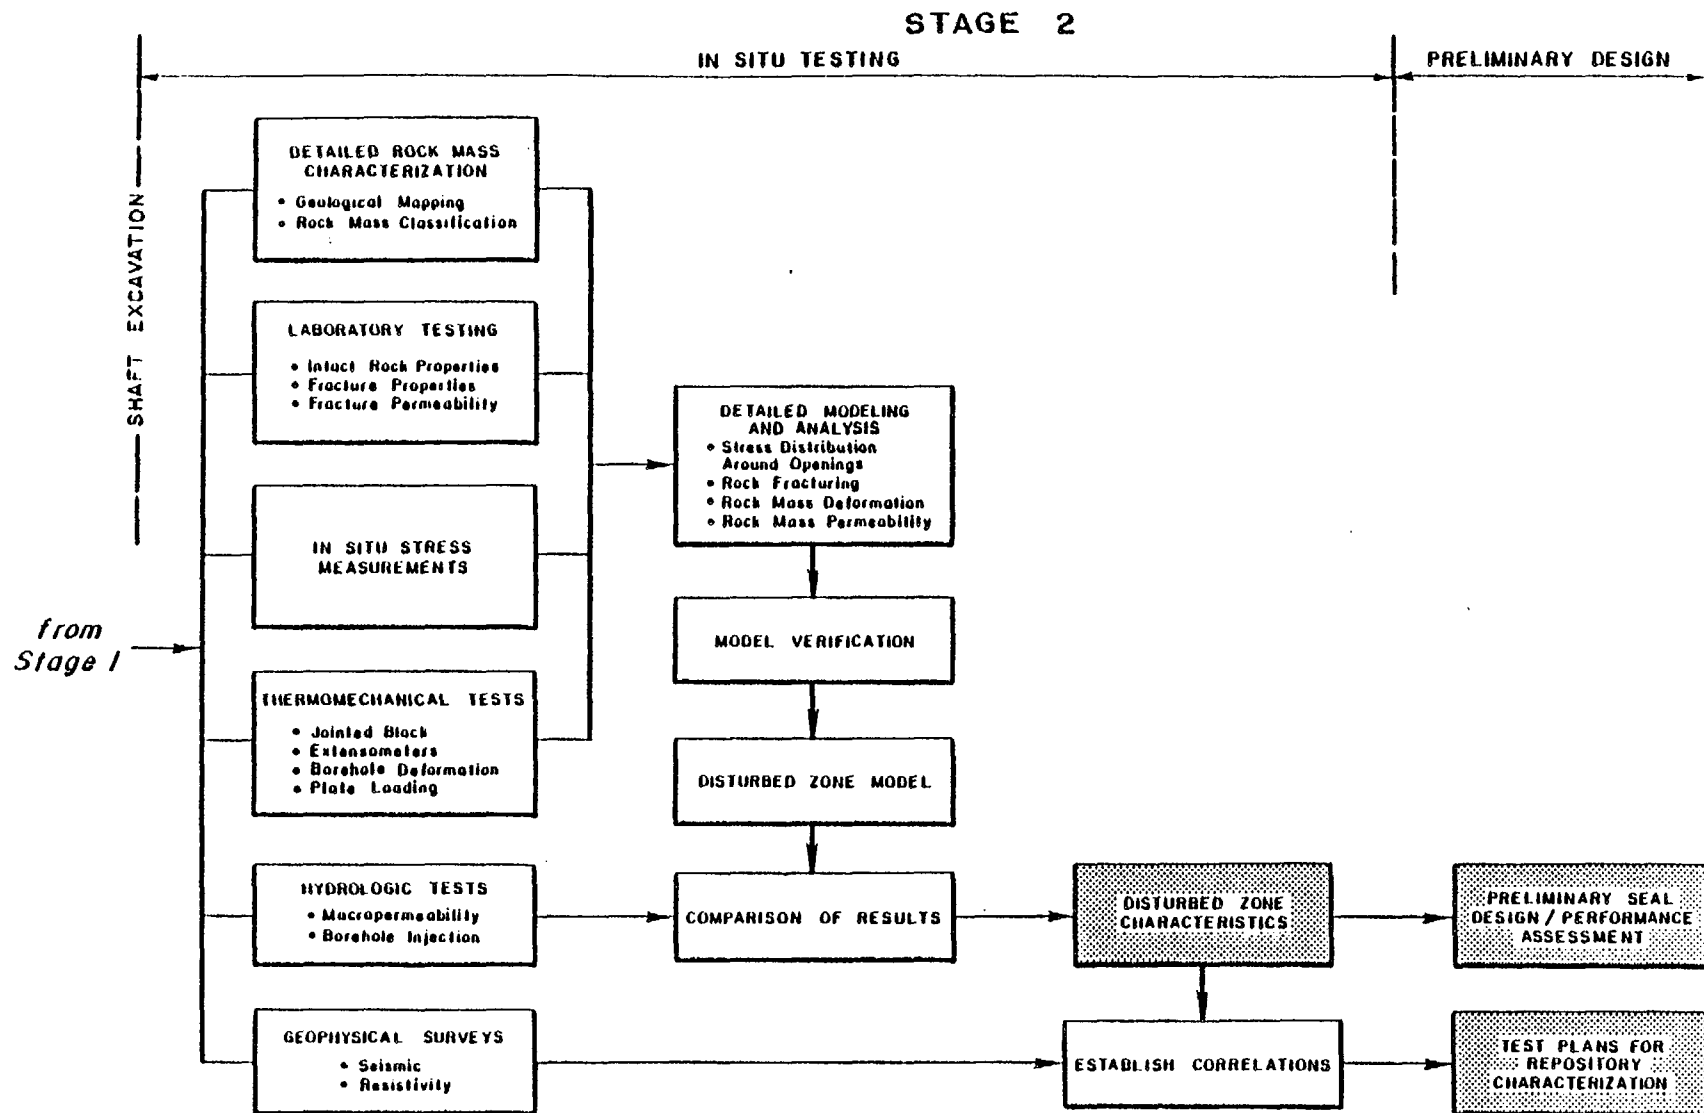 STAGE 2
IN SITU TESTING
PRELIMINARY DESIGN
SHAFT EXCAVATION
from
Stage I
DETAILED ROCK MASS
CHARACTERIZATION
• Geological Mapping
• Rock Mass Classification
LABORATORY TESTING
• Intact Rock Properties
• Fracture Properties
• Fracture Permeability
IN SITU STRESS
MEASUREMENTS
THERMOMECHANICAL TESTS
• Jointed Block
• Extensometers
• Borehole Deformation
• Plate Loading
HYDROLOGIC TESTS
• Macropermeability
• Borehole Injection
GEOPHYSICAL SURVEYS
• Seismic
• Resistivity
DETAILED MODELING
AND ANALYSIS
• Stress Distribution
Around Openings
• Rock Fracturing
• Rock Mass Deformation
• Rock Mass Permeability
MODEL VERIFICATION
DISTURBED ZONE MODEL
COMPARISON OF RESULTS
DISTURBED ZONE
CHARACTERISTICS
ESTABLISH CORRELATIONS
PRELIMINARY SEAL
DESIGN / PERFORMANCE
ASSESSMENT
TEST PLANS FOR
REPOSITORY
CHARACTERIZATION